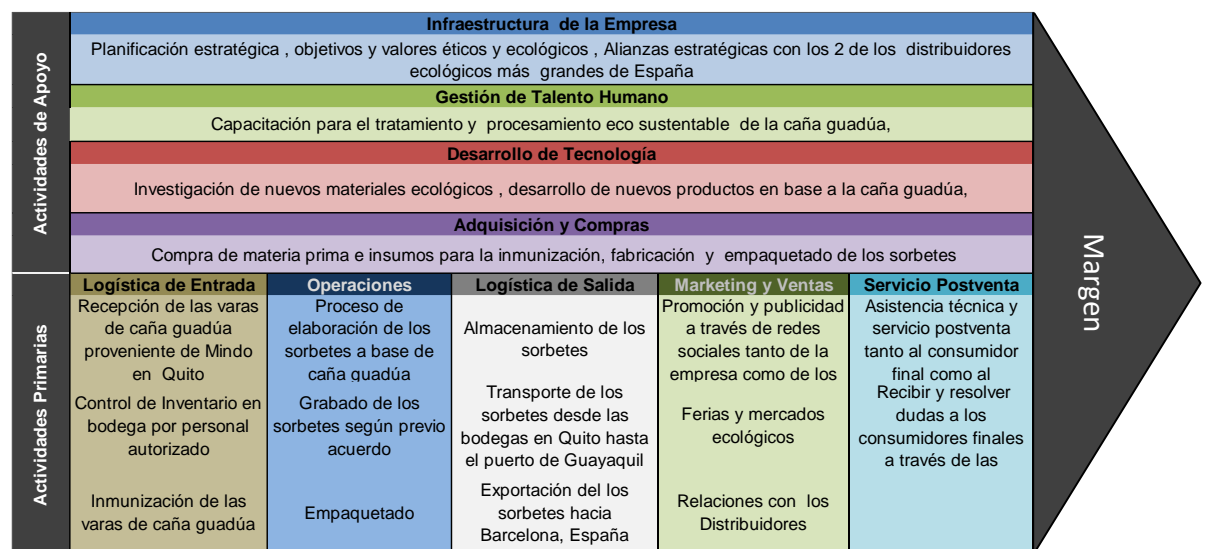 Actividades de Apoyo
Infraestructura de la Empresa
Planificación estratégica , objetivos y valores éticos y ecológicos , Alianzas estratégicas con los 2 de los distribuidores
ecológicos más grandes de España
Gestión de Talento Humano
Capacitación para el tratamiento y procesamiento eco sustentable de la caña guadúa,
Desarrollo de Tecnología
Investigación de nuevos materiales ecológicos , desarrollo de nuevos productos en base a la caña guadúa,
Adquisición y Compras
Compra de materia prima e insumos para la inmunización, fabricación y empaquetado de los sorbetes
Actividades Primarias
Logística de Entrada
Recepción de las varas
de caña guadúa
proveniente de Mindo
en Quito
Control de Inventario en
bodega por personal
autorizado
Inmunización de las
varas de caña guadúa
Operaciones
Proceso de
elaboración de los
sorbetes a base de
caña guadúa
Grabado de los
sorbetes según previo
acuerdo
Empaquetado
Logística de Salida
Almacenamiento de los
sorbetes
Transporte de los
sorbetes desde las
bodegas en Quito hasta
el puerto de Guayaquil
Exportación del los
sorbetes hacia
Barcelona, España
Marketing y Ventas
Promoción y publicidad
a través de redes
sociales tanto de la
empresa como de los
Ferias y mercados
ecológicos
Relaciones con los
Distribuidores
Servicio Postventa
Asistencia técnica y
servicio postventa
tanto al consumidor
final como al
Recibir y resolver
dudas a los
consumidores finales
a través de las
Margen